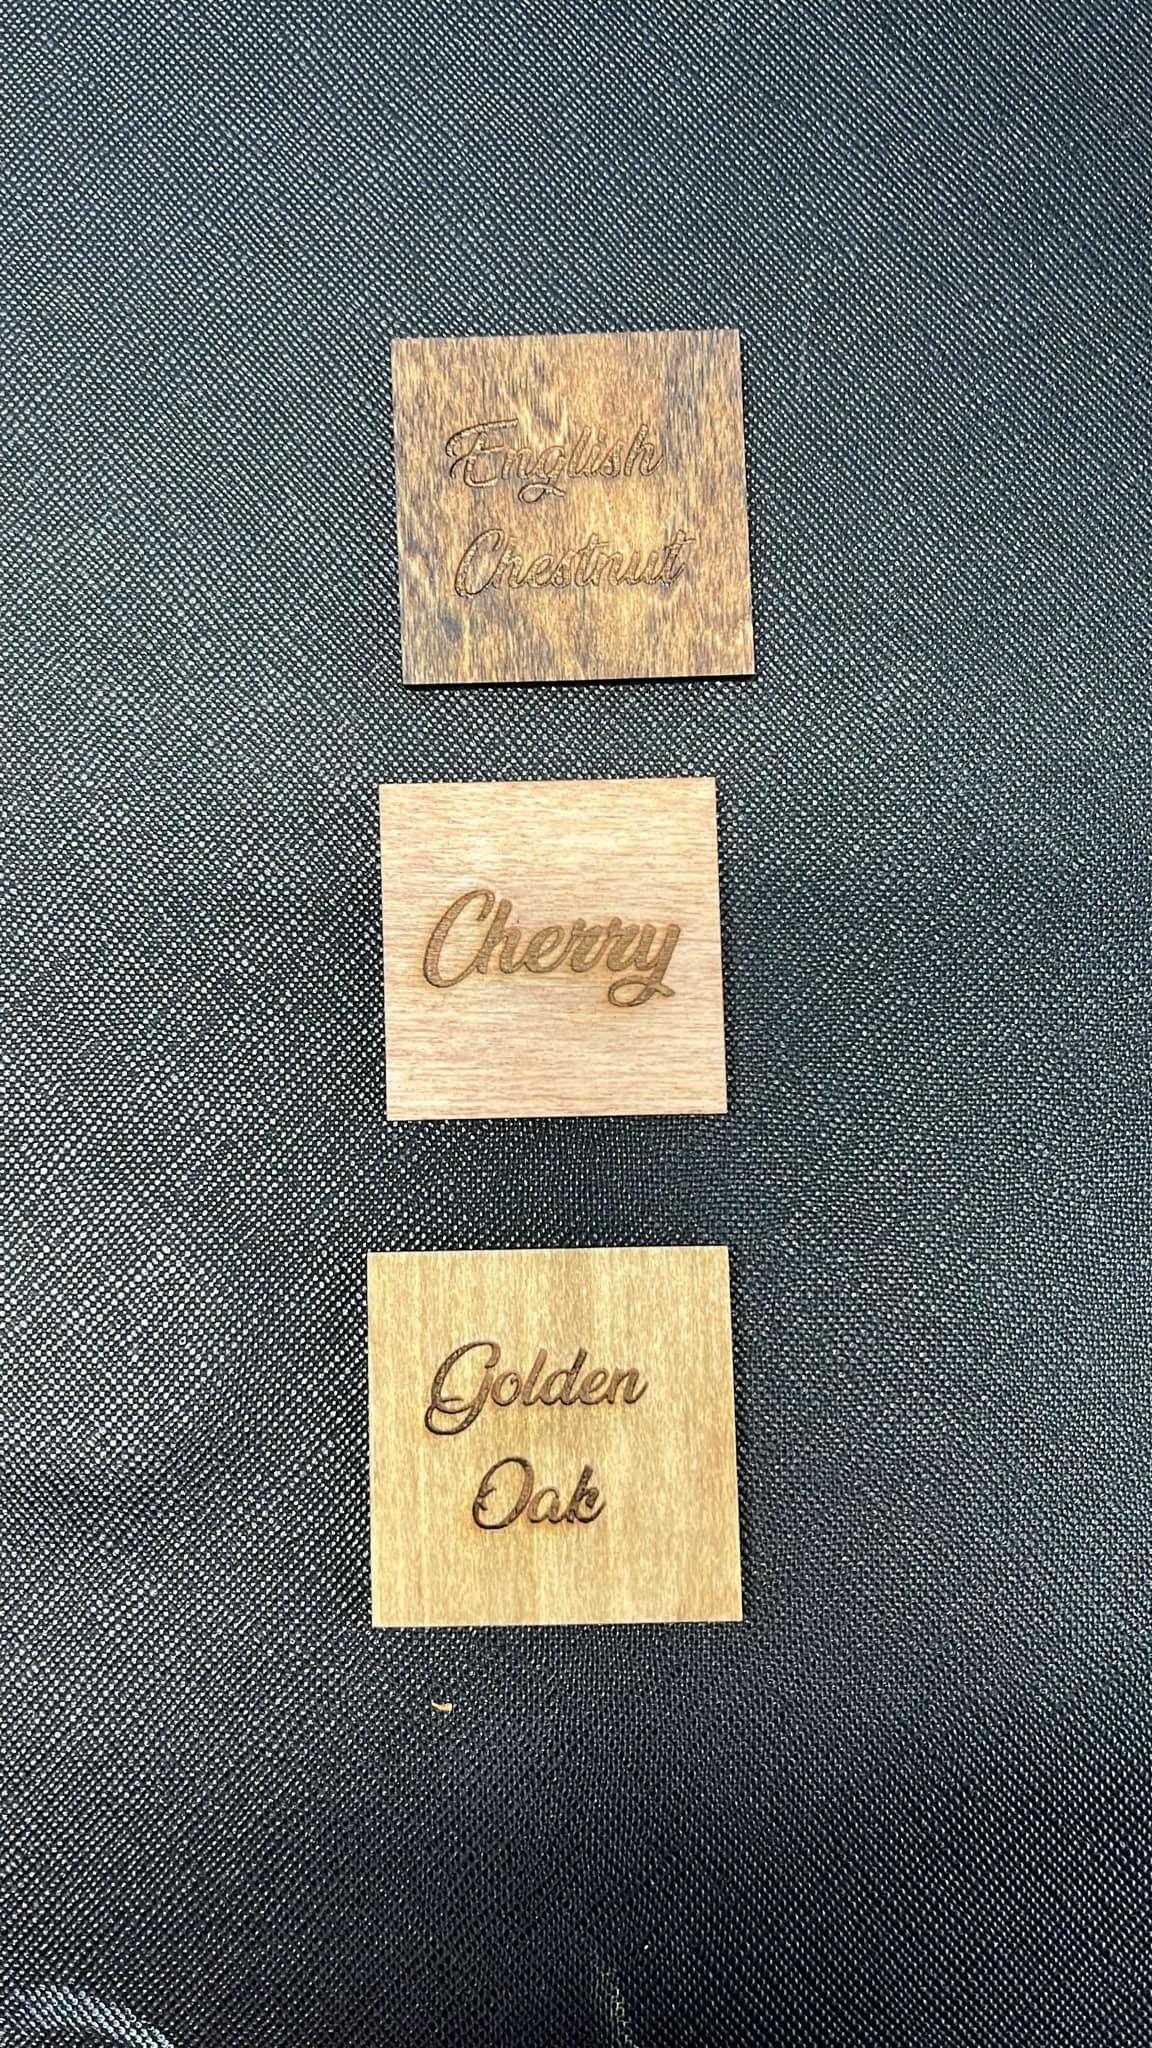 English
Chestnut
Cherry
Golden
Oak